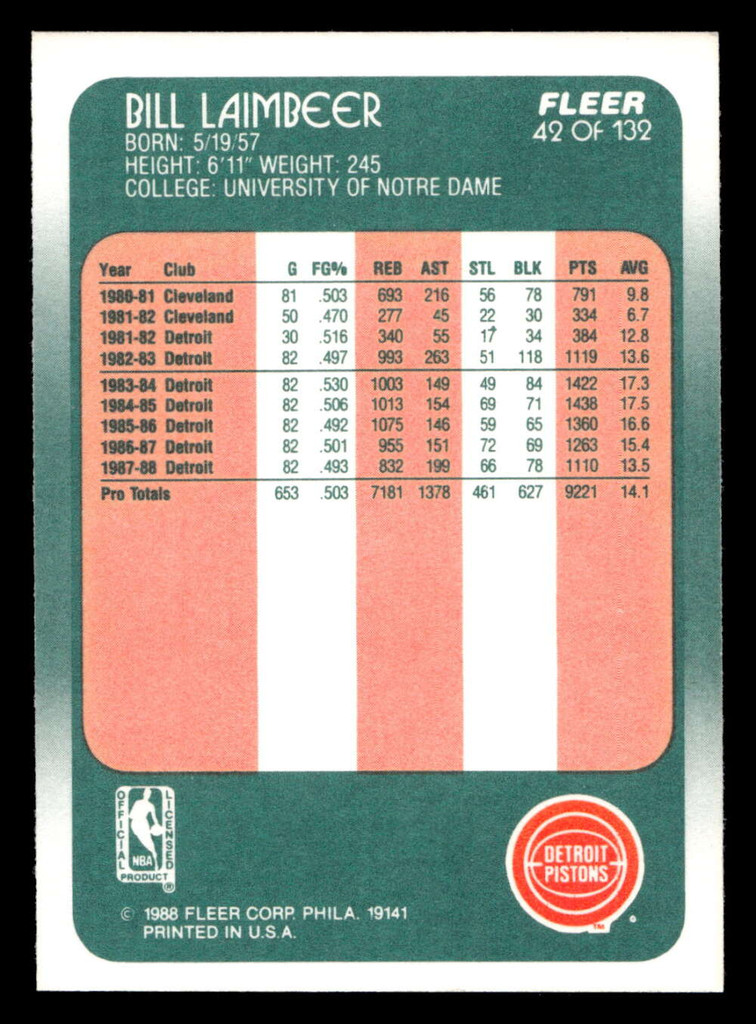 BILL LAIMBEER
FLEER
BORN: 5/19/57
42 OF 132
HEIGHT: 6'11" WEIGHT: 245
COLLEGE: UNIVERSITY OF NOTRE DAME
Year Club G FG% REB AST STL BLK PTS AVG
1980-81 Cleveland 81 .503 693 216 56 78 791 9.8
1981-82 Cleveland 50 .470 277 45 22 30 334 6.7
1981-82 Detroit 30 .516 340 55 17 34 384 12.8
1982-83 Detroit 82 .497 993 263 51 118 1119 13.6
1983-84 Detroit 82 .530 1003 149 49 84 1422 17.3
1984-85 Detroit 82 .506 1013 154 69 71 1438 17.5
1985-86 Detroit 82 .492 1075 146 59 65 1360 16.6
1986-87 Detroit 82 .501 955 151 72 69 1263 15.4
1987-88 Detroit 82 .493 832 199 66 78 1110 13.5
Pro Totals 653 .503 7181 1378 461 627 9221 14.1
OFFICIAL
LICENSED
NBA
PRODUCT
®
DETROIT
PISTONS
TM
© 1988 FLEER CORP. PHILA. 19141
PRINTED IN U.S.A.